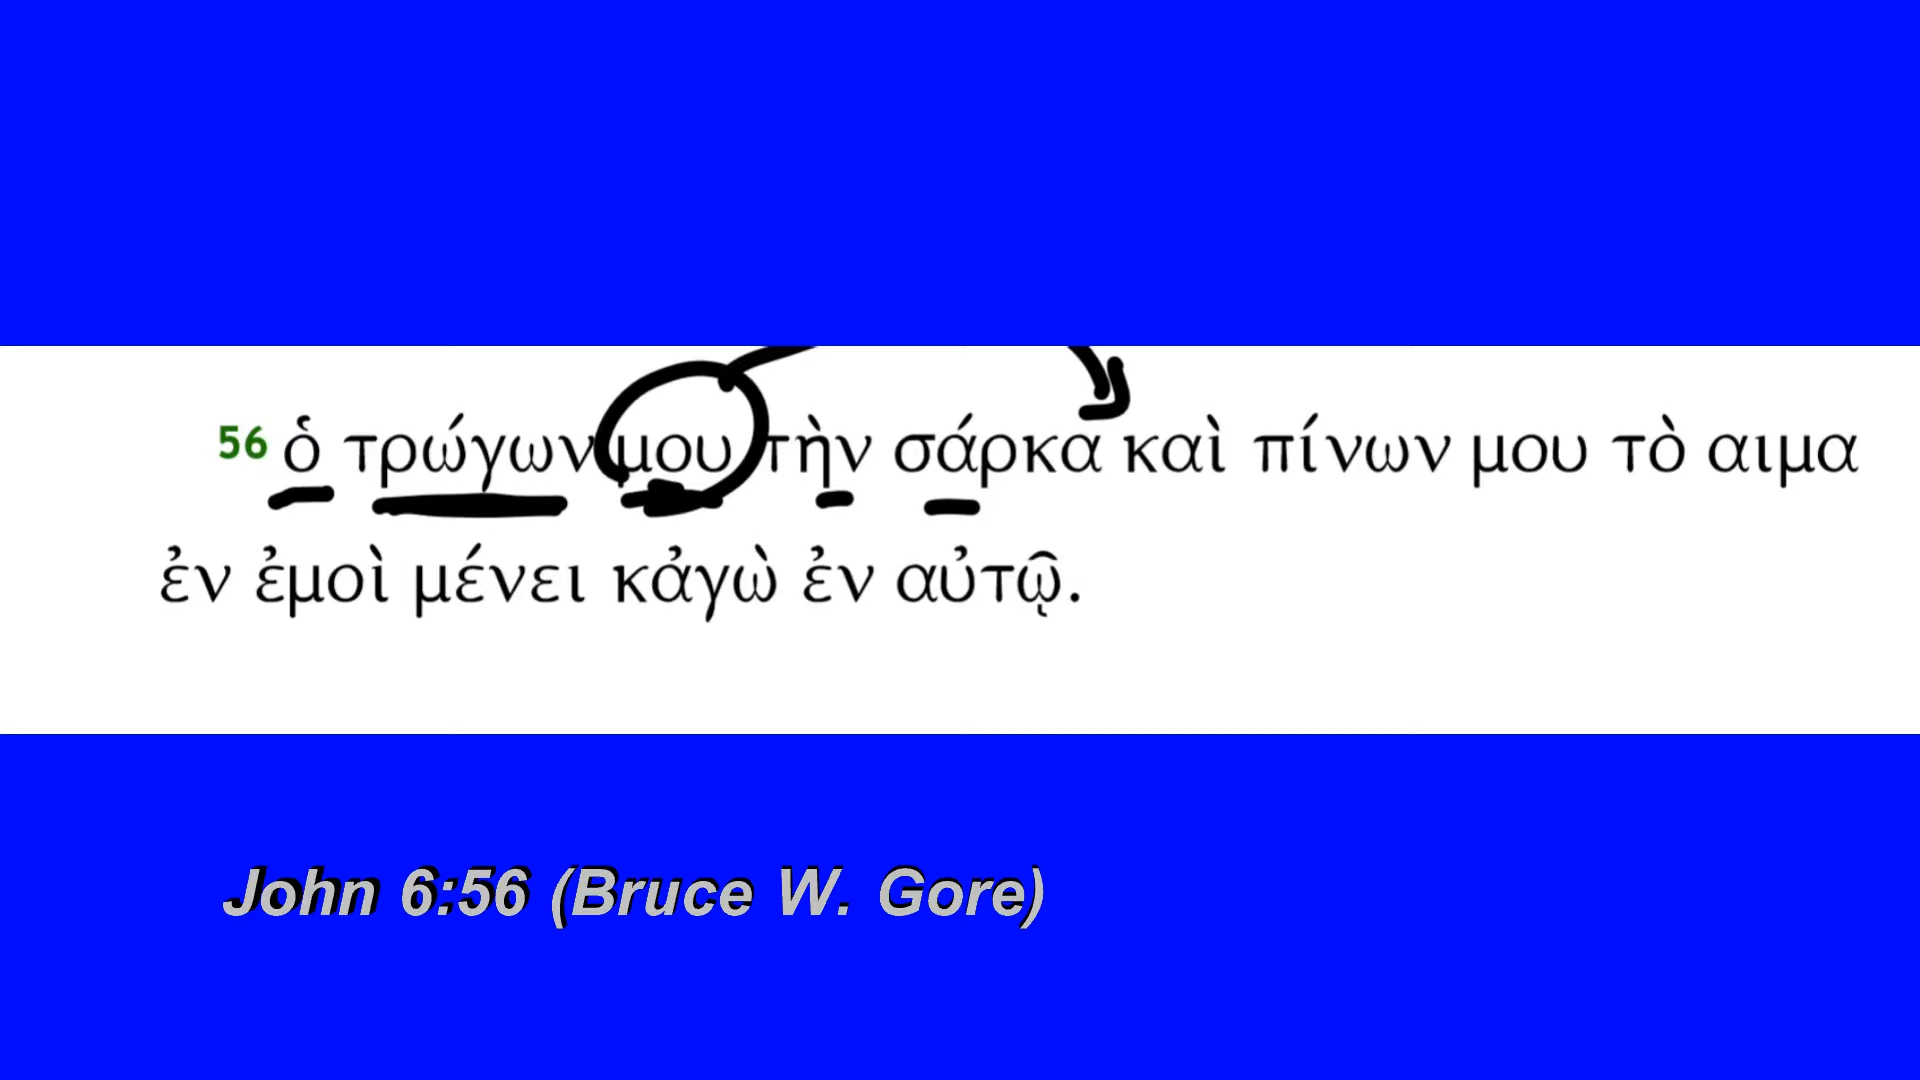 56 ὁ τρώγων μου τὴν σάρκα καὶ πίνων μου τὸ αιμα
ἐν ἐμοὶ μένει κἀγὼ ἐν αὐτῷ.
John 6:56 (Bruce W. Gore)